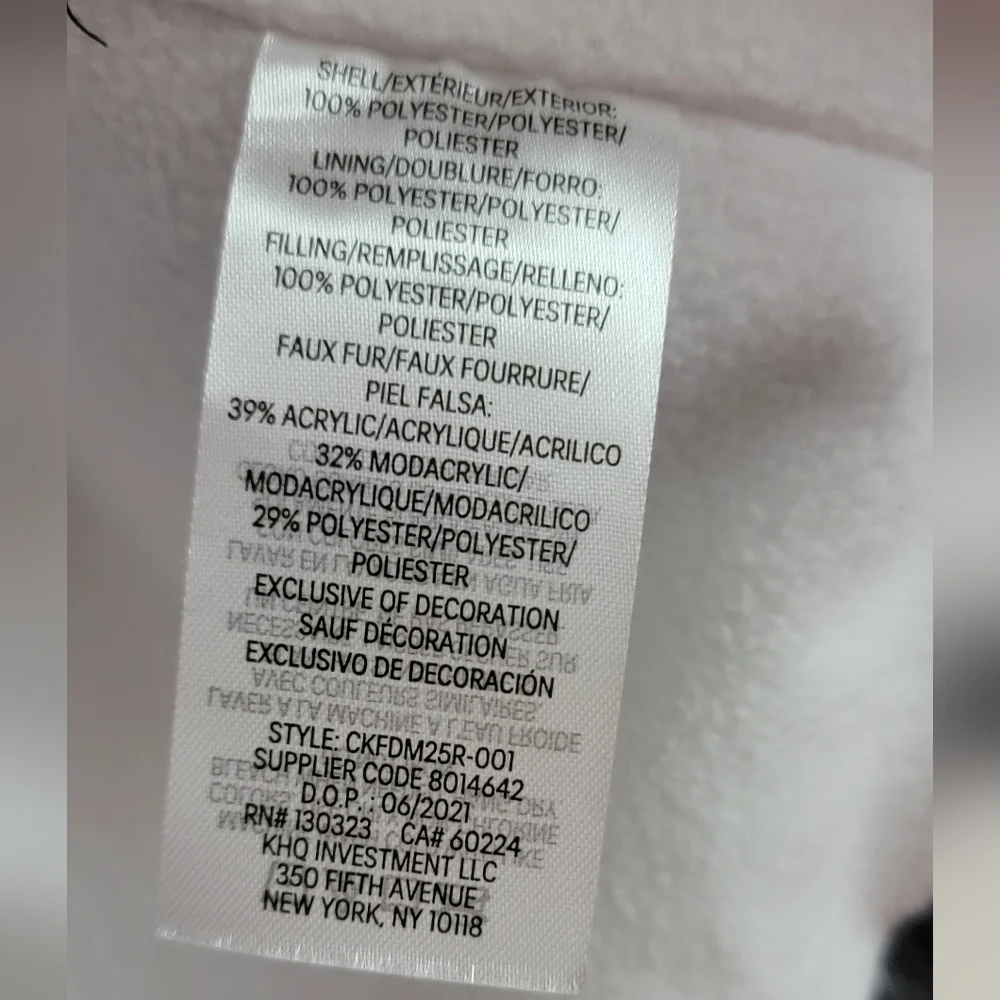 SHELL/EXTÉRIEUR/EXTERIOR:
100% POLYESTER/POLYESTER/
POLIESTER
LINING/DOUBLURE/FORRO:
100% POLYESTER/POLYESTER/
POLIESTER
FILLING/REMPLISSAGE/RELLENO:
100% POLYESTER/POLYESTER/
POLIESTER
FAUX FUR/FAUX FOURRURE/
PIEL FALSA:
39% ACRYLIC/ACRYLIQUE/ACRILICO
32% MODACRYLIC/
MODACRYLIQUE/MODACRILICO
29% POLYESTER/POLYESTER/
POLIESTER
EXCLUSIVE OF DECORATION
SAUF DÉCORATION
EXCLUSIVO DE DECORACIÓN
STYLE: CKFDM25R-001
SUPPLIER CODE 8014642
D.O.P. : 06/2021
RN# 130323 CA# 60224
KHQ INVESTMENT LLC
350 FIFTH AVENUE
NEW YORK, NY 10118